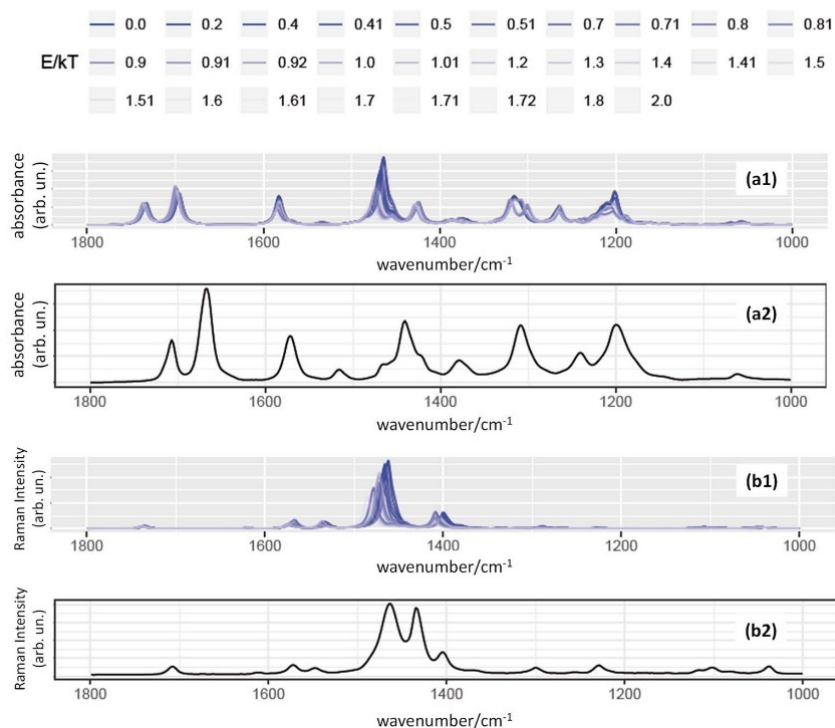 0.0 0.2 0.4 0.41 0.5 0.51 0.7 0.71 0.8 0.81
E/kT 0.9 0.91 0.92 1.0 1.01 1.2 1.3 1.4 1.41 1.5
1.51 1.6 1.61 1.7 1.71 1.72 1.8 2.0
absorbance
(arb. un.)
(a1)
1800 1600 1400 1200 1000
wavenumber/cm-1
absorbance
(arb. un.)
(a2)
1800 1600 1400 1200 1000
wavenumber/cm-1
Raman Intensity
(arb. un.)
(b1)
1800 1600 1400 1200 1000
wavenumber/cm-1
Raman Intensity
(arb. un.)
(b2)
1800 1600 1400 1200 1000
wavenumber/cm-1